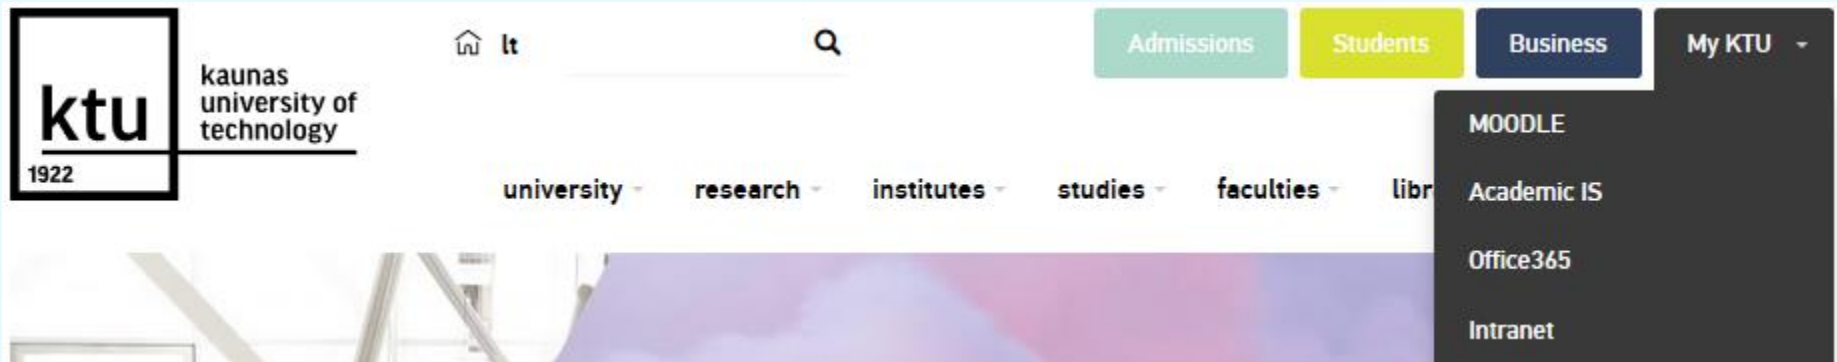 ktu
1922
kaunas
university of
technology
lt
Admissions
Students
Business
My KTU
university
research
institutes
studies
faculties
libr
MOODLE
Academic IS
Office365
Intranet